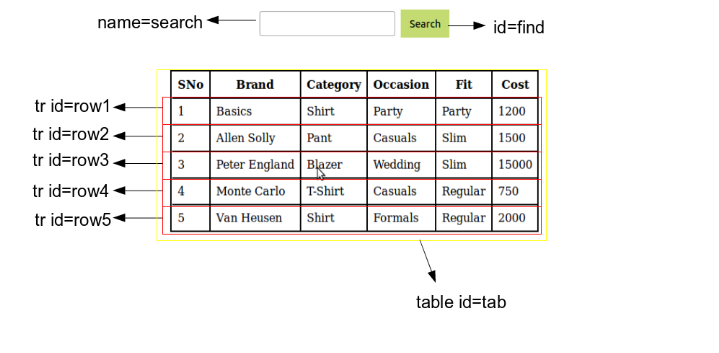 name=search
Search
id=find
SNo Brand Category Occasion Fit Cost
tr id=row1 1 Basics Shirt Party Party 1200
tr id=row2 2 Allen Solly Pant Casuals Slim 1500
tr id=row3 3 Peter England Blazer Wedding Slim 15000
tr id=row4 4 Monte Carlo T-Shirt Casuals Regular 750
tr id=row5 5 Van Heusen Shirt Formals Regular 2000
table id=tab